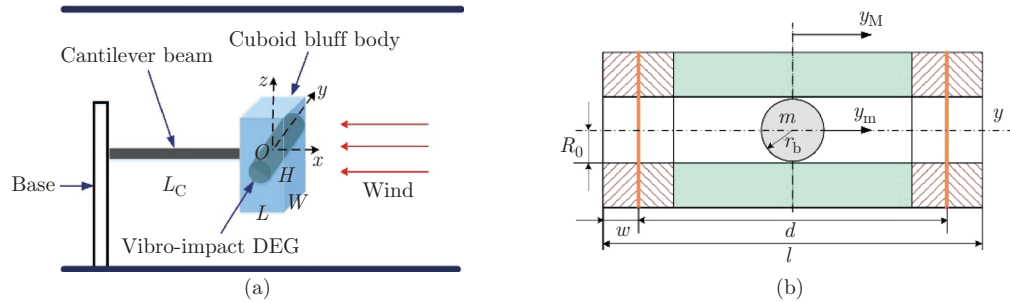 Cuboid bluff body
Cantilever beam
z
y
O
x
Base
L_C
H
L
W
Wind
Vibro-impact DEG
(a)
y_M
m
y_m
y
r_b
R_0
w
d
l
(b)